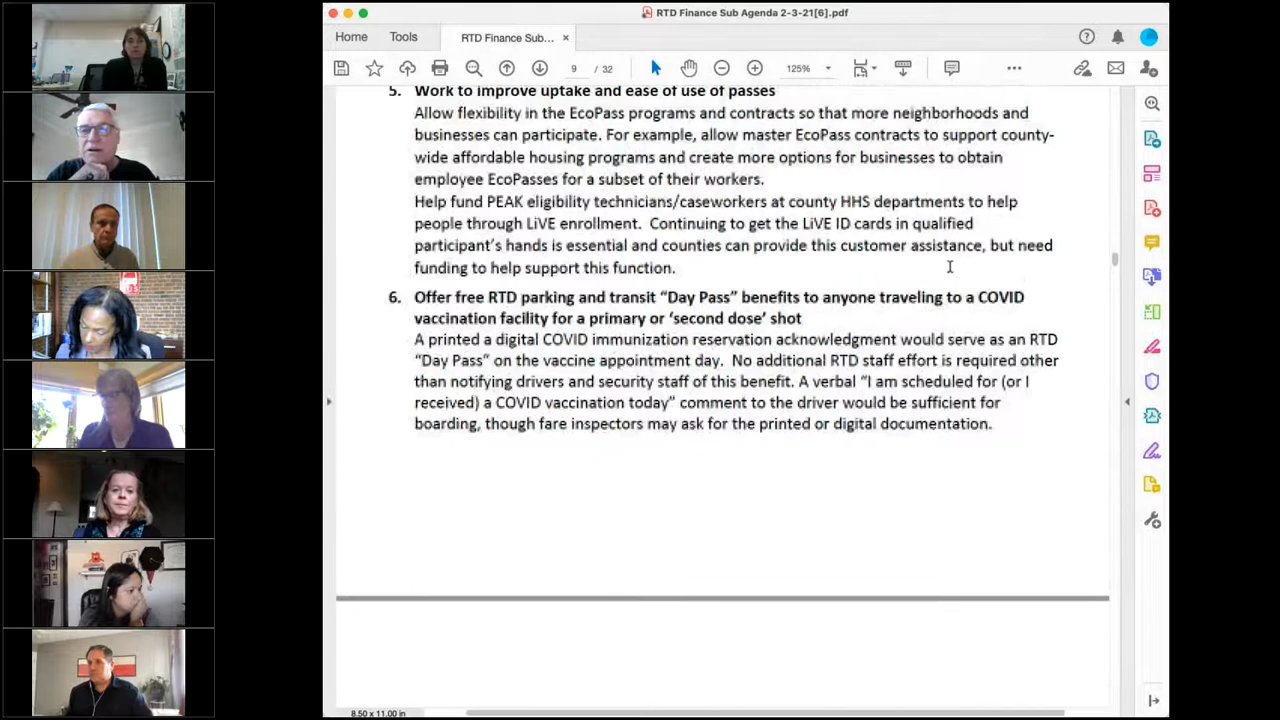 RTD Finance Sub Agenda 2-3-21[6].pdf
Home Tools RTD Finance Sub... ×
9 / 32 125%
5. Work to improve uptake and ease of use of passes
Allow flexibility in the EcoPass programs and contracts so that more neighborhoods and
businesses can participate. For example, allow master EcoPass contracts to support county-
wide affordable housing programs and create more options for businesses to obtain
employee EcoPasses for a subset of their workers.
Help fund PEAK eligibility technicians/caseworkers at county HHS departments to help
people through LiVE enrollment. Continuing to get the LiVE ID cards in qualified
participant's hands is essential and counties can provide this customer assistance, but need
funding to help support this function.
6. Offer free RTD parking and transit "Day Pass" benefits to anyone traveling to a COVID
vaccination facility for a primary or 'second dose' shot
A printed a digital COVID immunization reservation acknowledgment would serve as an RTD
"Day Pass" on the vaccine appointment day. No additional RTD staff effort is required other
than notifying drivers and security staff of this benefit. A verbal "I am scheduled for (or I
received) a COVID vaccination today" comment to the driver would be sufficient for
boarding, though fare inspectors may ask for the printed or digital documentation.
8.50 x 11.00 in